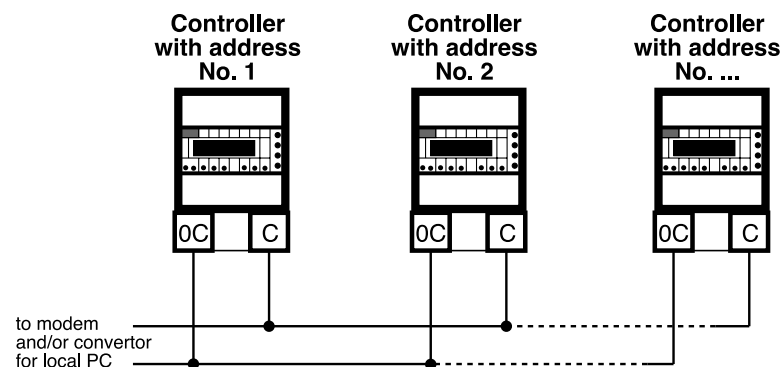 Controller
with address
No. 1
Controller
with address
No. 2
Controller
with address
No. ...
0C
C
0C
C
0C
C
to modem
and/or convertor
for local PC